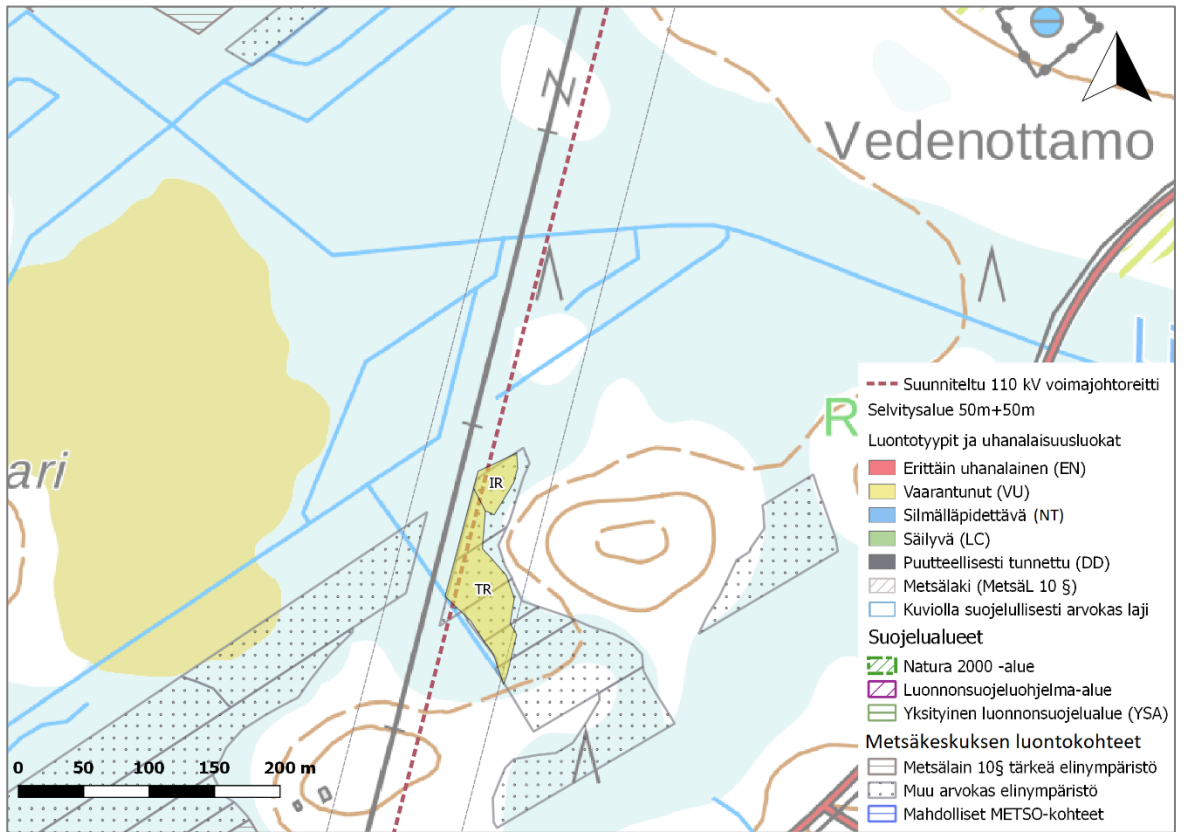 Vedenottamo
ari
R
IR
TR
0 50 100 150 200 m
Suunniteltu 110 kV voimajohtoreitti
Selvitysalue 50m+50m
Luontotyypit ja uhanalaisuusluokat
Erittäin uhanalainen (EN)
Vaarantunut (VU)
Silmälläpidettävä (NT)
Säilyvä (LC)
Puutteellisesti tunnettu (DD)
Metsälaki (MetsäL 10 §)
Kuviolla suojelullisesti arvokas laji
Suojelualueet
Natura 2000 -alue
Luonnonsuojeluohjelma-alue
Yksityinen luonnonsuojelualue (YSA)
Metsäkeskuksen luontokohteet
Metsälain 10§ tärkeä elinympäristö
Muu arvokas elinympäristö
Mahdolliset METSO-kohteet